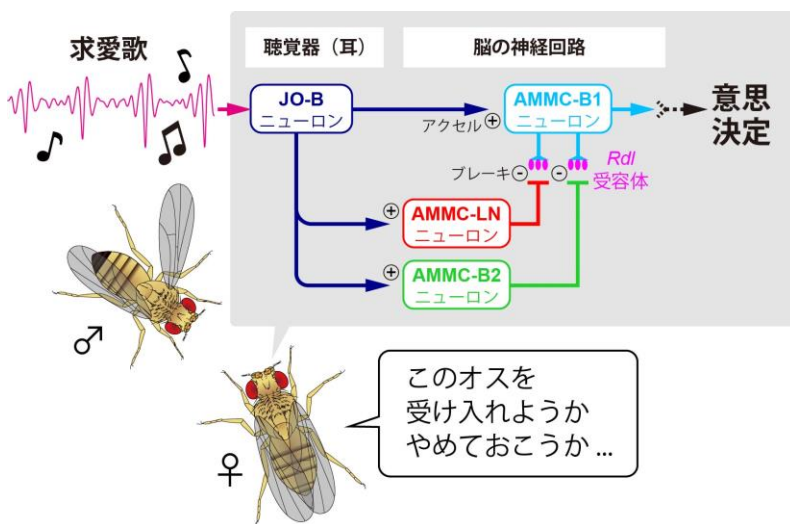 求愛歌
聴覚器（耳）
脳の神経回路
JO-B
ニューロン
アクセル +
AMMC-B1
ニューロン
意思
決定
ブレーキ - -
Rdl
受容体
+ AMMC-LN
ニューロン
+ AMMC-B2
ニューロン
♂
♀
このオスを
受け入れようか
やめておこうか ...